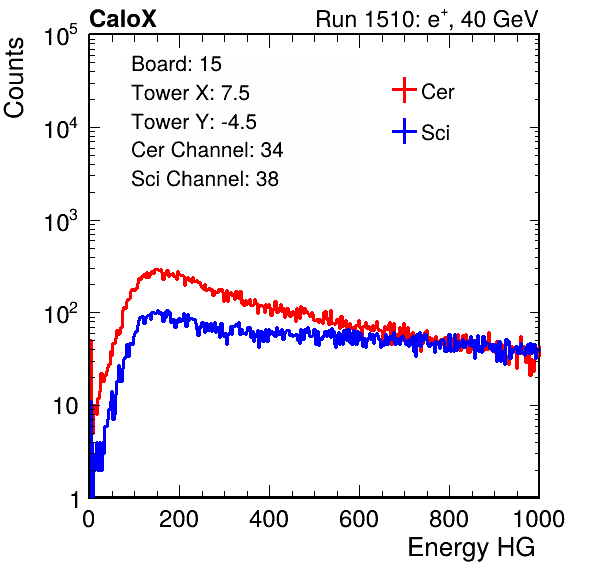 CaloX Run 1510: e⁺, 40 GeV
Counts
Board: 15
Tower X: 7.5
Tower Y: -4.5
Cer Channel: 34
Sci Channel: 38
Cer
Sci
10⁵
10⁴
10³
10²
10
1
0 200 400 600 800 1000
Energy HG